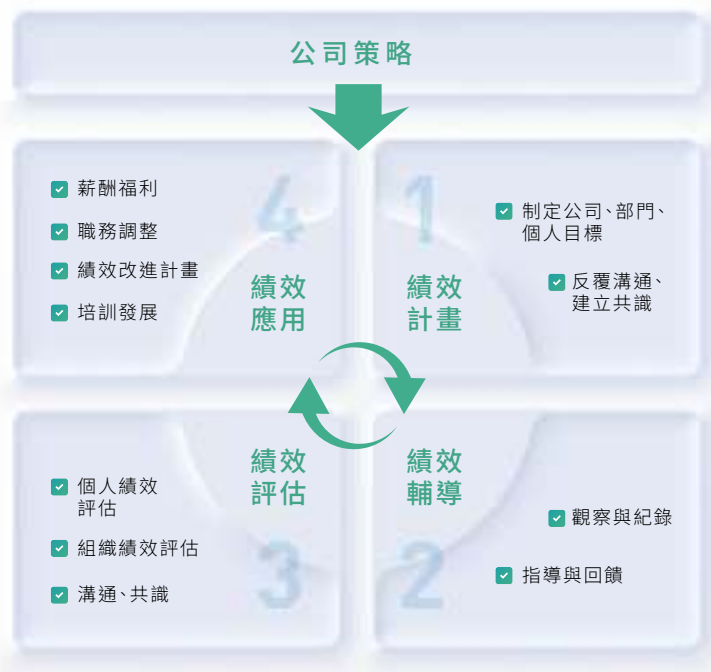 公司策略
4
薪酬福利
職務調整
績效改進計畫
培訓發展
績效
應用
1
績效
計畫
制定公司、部門、
個人目標
反覆溝通、
建立共識
績效
評估
個人績效
評估
組織績效評估
溝通、共識
3
績效
輔導
觀察與紀錄
指導與回饋
2